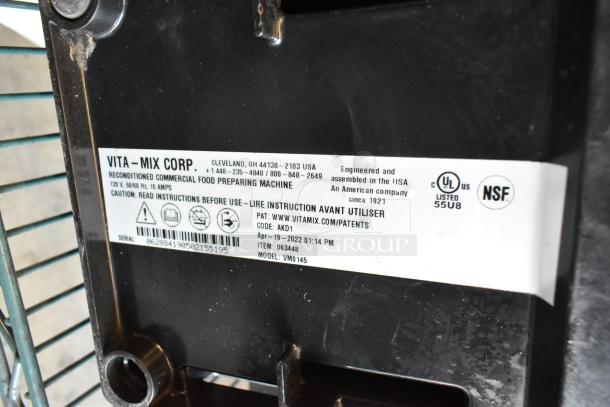 VITA-MIX CORP. CLEVELAND, OH 44138-2103 USA
+1 440-235-4840 / 800-848-2649
RECONDITIONED COMMERCIAL FOOD PREPARING MACHINE
120 V, 50/60 Hz, 15 AMPS
Engineered and
assembled in the USA
An American company
since 1921
CAUTION: READ INSTRUCTIONS BEFORE USE - LIRE INSTRUCTION AVANT UTILISER
PAT: WWW.VITAMIX.COM/PATENTS
CODE: AKD1
Apr-19-2022 01:14 PM
ITEM: 063448
MODEL: VM0145
SERIAL 062884190502155195
C UL US
LISTED
55U8
NSF
GROUP